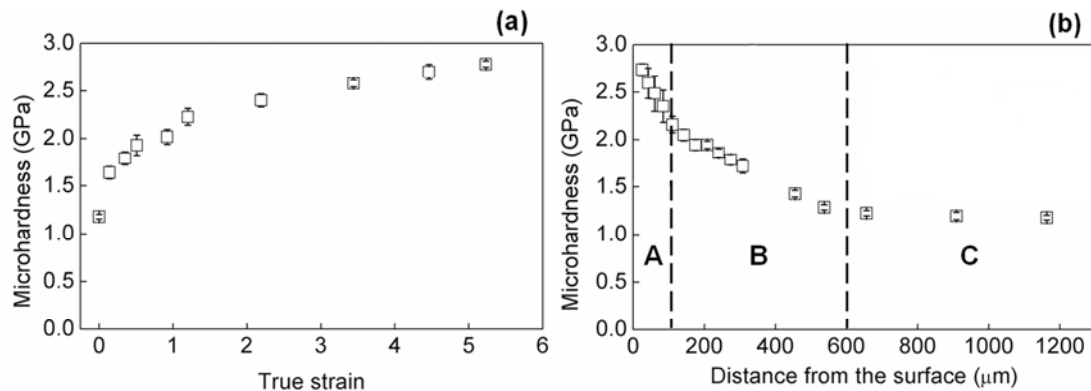 (a)
Microhardness (GPa)
3.0
2.5
2.0
1.5
1.0
0.5
0.0
0 1 2 3 4 5 6
True strain
(b)
Microhardness (GPa)
3.0
2.5
2.0
1.5
1.0
0.5
0.0
A B C
0 200 400 600 800 1000 1200
Distance from the surface (μm)